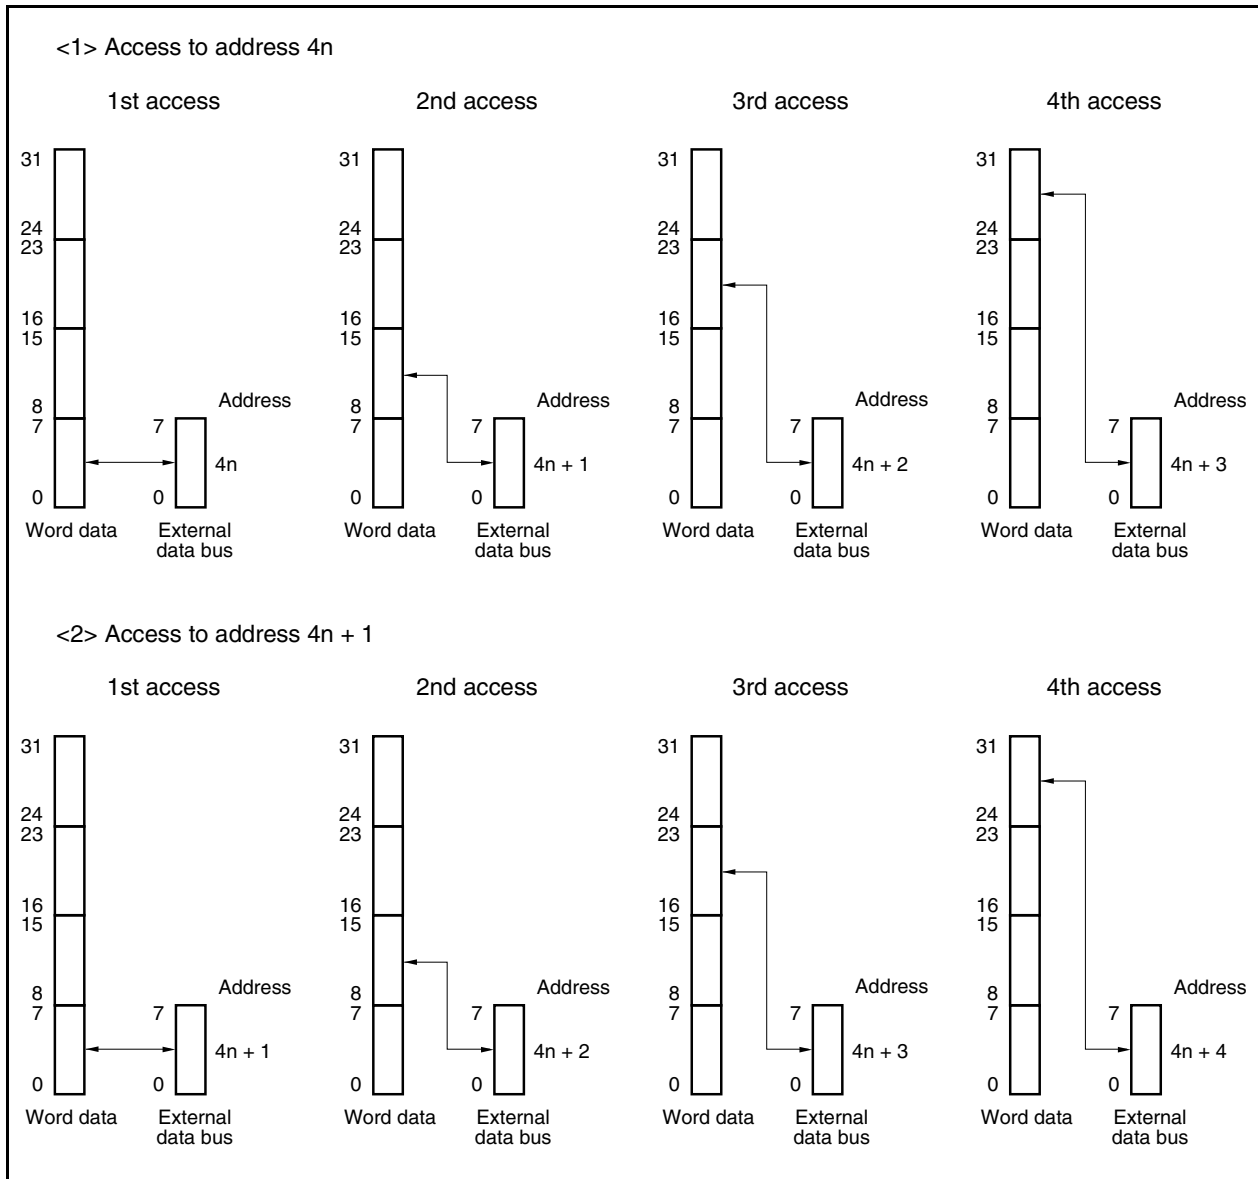 <1> Access to address 4n
1st access
2nd access
3rd access
4th access
31
24
23
16
15
8
7
0
7
0
Address
4n
Word data
External
data bus
31
24
23
16
15
8
7
0
7
0
Address
4n + 1
Word data
External
data bus
31
24
23
16
15
8
7
0
7
0
Address
4n + 2
Word data
External
data bus
31
24
23
16
15
8
7
0
7
0
Address
4n + 3
Word data
External
data bus
<2> Access to address 4n + 1
1st access
2nd access
3rd access
4th access
31
24
23
16
15
8
7
0
7
0
Address
4n + 1
Word data
External
data bus
31
24
23
16
15
8
7
0
7
0
Address
4n + 2
Word data
External
data bus
31
24
23
16
15
8
7
0
7
0
Address
4n + 3
Word data
External
data bus
31
24
23
16
15
8
7
0
7
0
Address
4n + 4
Word data
External
data bus